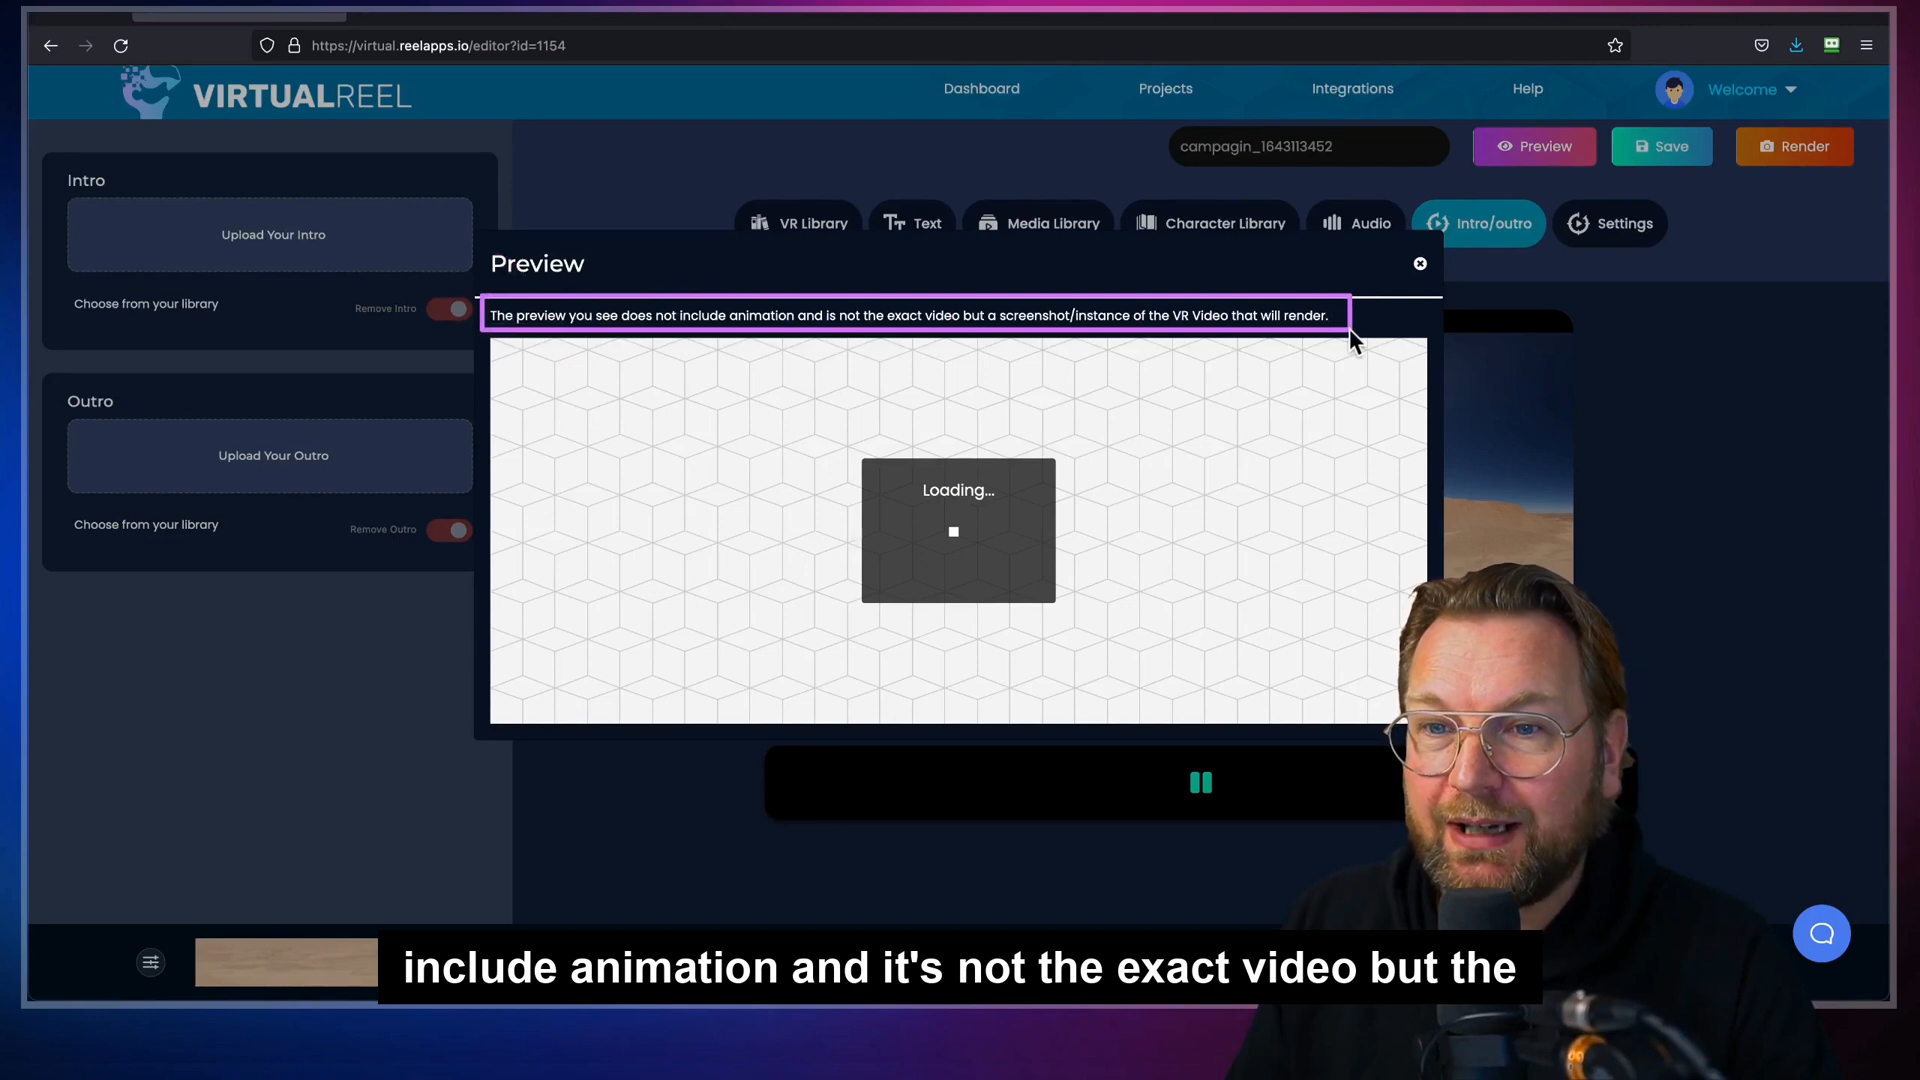 https://virtual.reelapps.io/editor?id=1154
VIRTUALREEL
Dashboard
Projects
Integrations
Help
Welcome
campagin_1643113452
Preview
Save
Render
VR Library
Text
Media Library
Character Library
Audio
Intro/outro
Settings
Intro
Upload Your Intro
Choose from your library
Remove Intro
Outro
Upload Your Outro
Choose from your library
Remove Outro
Preview
The preview you see does not include animation and is not the exact video but a screenshot/instance of the VR Video that will render.
Loading...
include animation and it's not the exact video but the